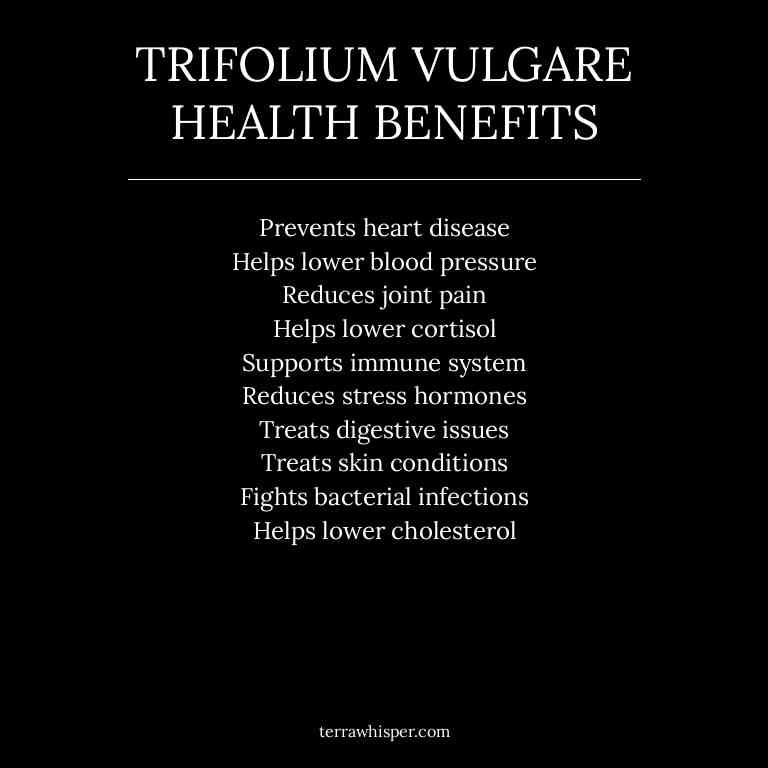 TRIFOLIUM VULGARE
HEALTH BENEFITS
Prevents heart disease
Helps lower blood pressure
Reduces joint pain
Helps lower cortisol
Supports immune system
Reduces stress hormones
Treats digestive issues
Treats skin conditions
Fights bacterial infections
Helps lower cholesterol
terrawhisper.com